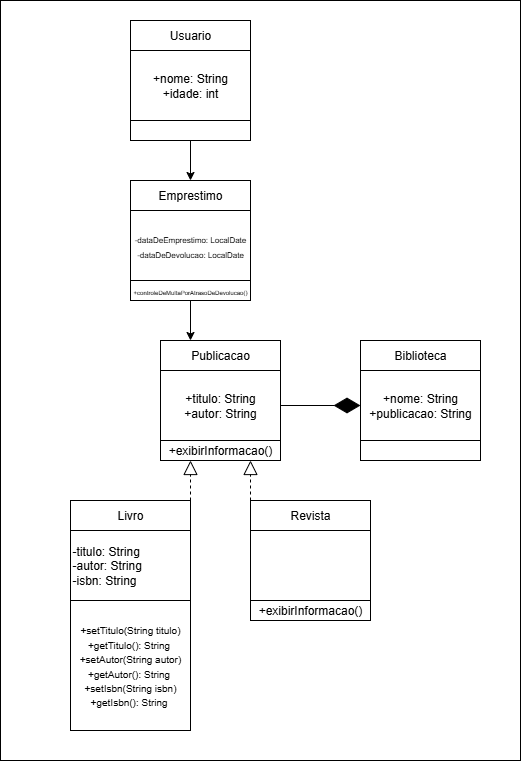 Usuario
+nome: String
+idade: int
Emprestimo
-dataDeEmprestimo: LocalDate
-dataDeDevolucao: LocalDate
+controleDeMultaPorAtrasoDeDevolucao()
Publicacao
+titulo: String
+autor: String
+exibirInformacao()
Biblioteca
+nome: String
+publicacao: String
Livro
-titulo: String
-autor: String
-isbn: String
+setTitulo(String titulo)
+getTitulo(): String
+setAutor(String autor)
+getAutor(): String
+setIsbn(String isbn)
+getIsbn(): String
Revista
+exibirInformacao()